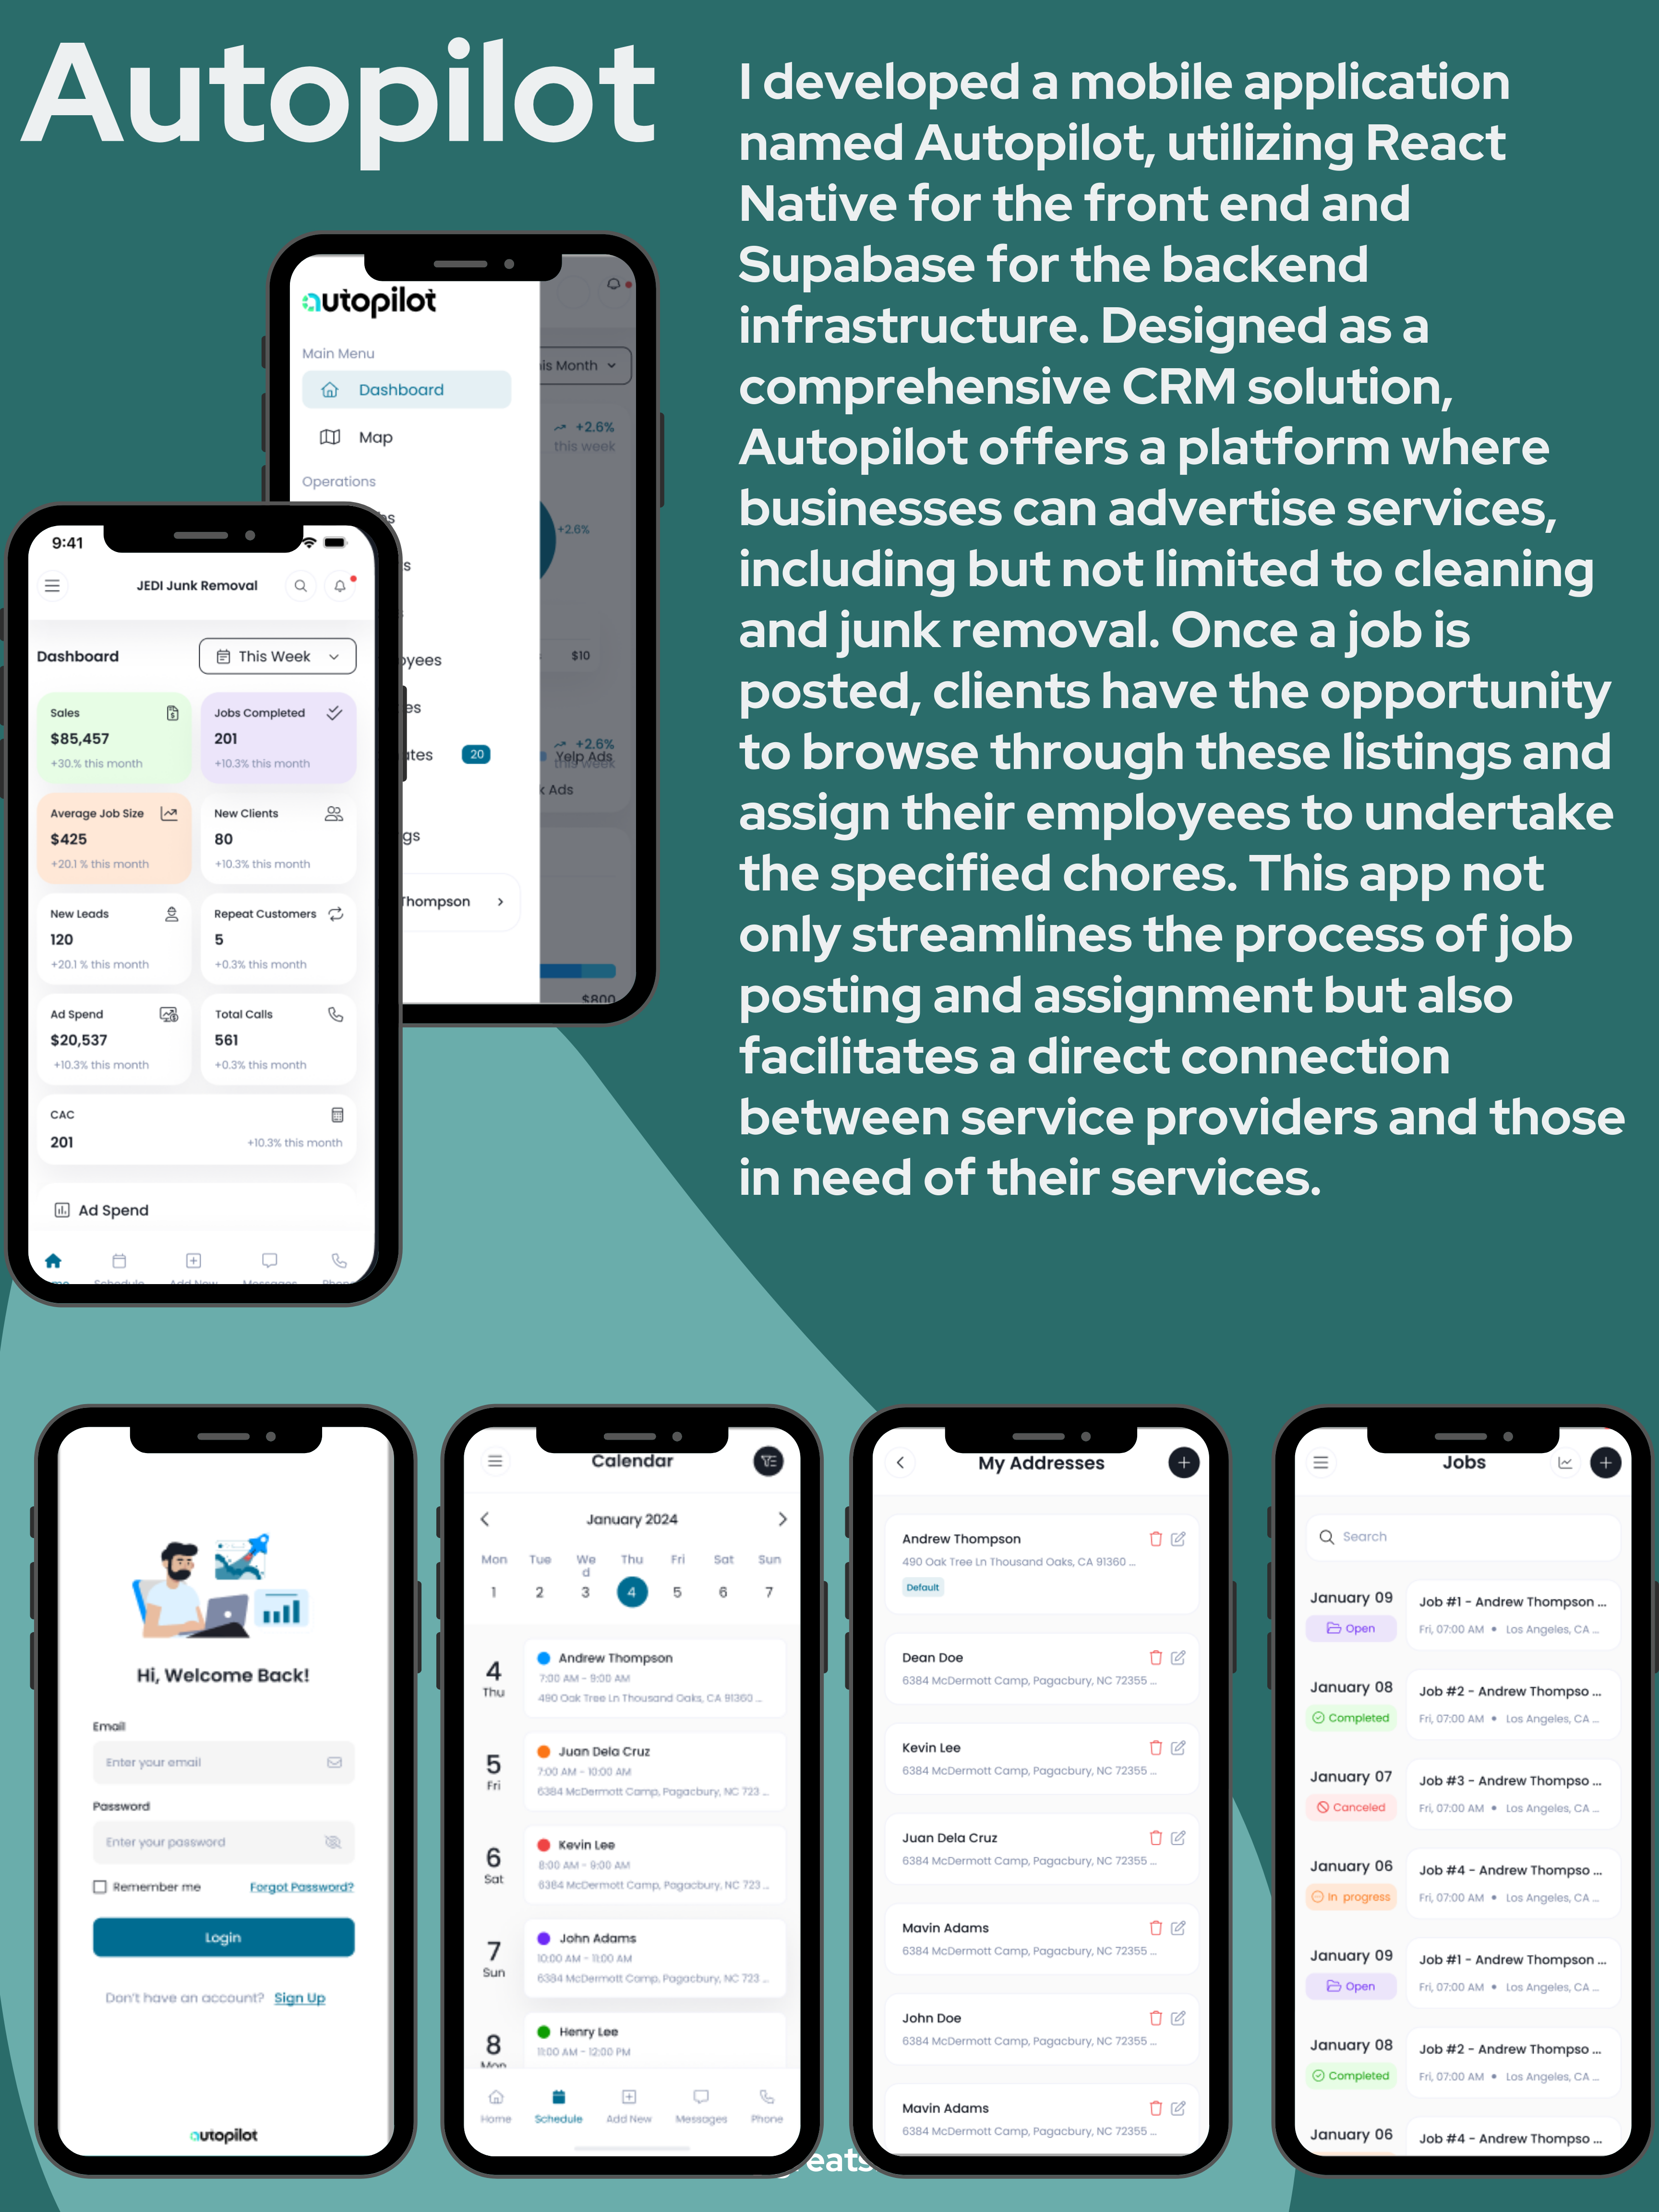 Autopilot
I developed a mobile application
named Autopilot, utilizing React
Native for the front end and
Supabase for the backend
infrastructure. Designed as a
comprehensive CRM solution,
Autopilot offers a platform where
businesses can advertise services,
including but not limited to cleaning
and junk removal. Once a job is
posted, clients have the opportunity
to browse through these listings and
assign their employees to undertake
the specified chores. This app not
only streamlines the process of job
posting and assignment but also
facilitates a direct connection
between service providers and those
in need of their services.
autopilot
Main Menu
Dashboard
Map
Operations
20
Thompson
This Month
+2.6%
this week
+2.6%
$10
+2.6%
this week
Yelp Ads
Ads
$800
9:41
JEDI Junk Removal
Dashboard
This Week
Sales
$85,457
+30.% this month
Jobs Completed
201
+10.3% this month
Average Job Size
$425
+20.1 % this month
New Clients
80
+10.3% this month
New Leads
120
+20.1 % this month
Repeat Customers
5
+0.3% this month
Ad Spend
$20,537
+10.3% this month
Total Calls
561
+0.3% this month
CAC
201
+10.3% this month
Ad Spend
Schedule
Add New
Messages
Hi, Welcome Back!
Email
Enter your email
Password
Enter your password
Remember me
Forgot Password?
Login
Don't have an account? Sign Up
autopilot
Calendar
January 2024
Mon Tue Wed Thu Fri Sat Sun
1 2 3 4 5 6 7
4
Thu
Andrew Thompson
7:00 AM - 9:00 AM
490 Oak Tree Ln Thousand Oaks, CA 91360 ...
5
Fri
Juan Dela Cruz
7:00 AM - 10:00 AM
6384 McDermott Camp, Pagacbury, NC 723 ...
6
Sat
Kevin Lee
8:00 AM - 9:00 AM
6384 McDermott Camp, Pagacbury, NC 723 ...
7
Sun
John Adams
10:00 AM - 11:00 AM
6384 McDermott Camp, Pagacbury, NC 723 ...
8
Mon
Henry Lee
11:00 AM - 12:00 PM
Home Schedule Add New Messages Phone
My Addresses
Andrew Thompson
490 Oak Tree Ln Thousand Oaks, CA 91360 ...
Default
Dean Doe
6384 McDermott Camp, Pagacbury, NC 72355 ...
Kevin Lee
6384 McDermott Camp, Pagacbury, NC 72355 ...
Juan Dela Cruz
6384 McDermott Camp, Pagacbury, NC 72355 ...
Mavin Adams
6384 McDermott Camp, Pagacbury, NC 72355 ...
John Doe
6384 McDermott Camp, Pagacbury, NC 72355 ...
Mavin Adams
6384 McDermott Camp, Pagacbury, NC 72355 ...
Jobs
Search
January 09
Open
Job #1 - Andrew Thompson ...
Fri, 07:00 AM • Los Angeles, CA ...
January 08
Completed
Job #2 - Andrew Thompso ...
Fri, 07:00 AM • Los Angeles, CA ...
January 07
Canceled
Job #3 - Andrew Thompso ...
Fri, 07:00 AM • Los Angeles, CA ...
January 06
In progress
Job #4 - Andrew Thompso ...
Fri, 07:00 AM • Los Angeles, CA ...
January 09
Open
Job #1 - Andrew Thompson ...
Fri, 07:00 AM • Los Angeles, CA ...
January 08
Completed
Job #2 - Andrew Thompso ...
Fri, 07:00 AM • Los Angeles, CA ...
January 06
Job #4 - Andrew Thompso ...